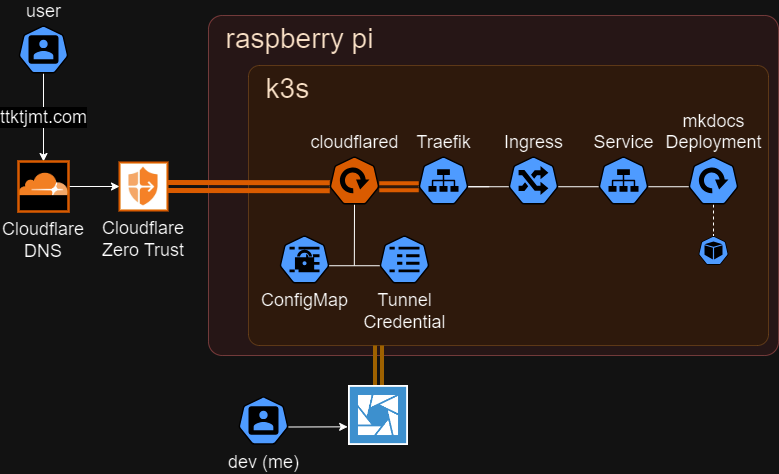 user
ttktjmt.com
Cloudflare
DNS
Cloudflare
Zero Trust
raspberry pi
k3s
cloudflared
Traefik
Ingress
Service
mkdocs
Deployment
ConfigMap
Tunnel
Credential
dev (me)